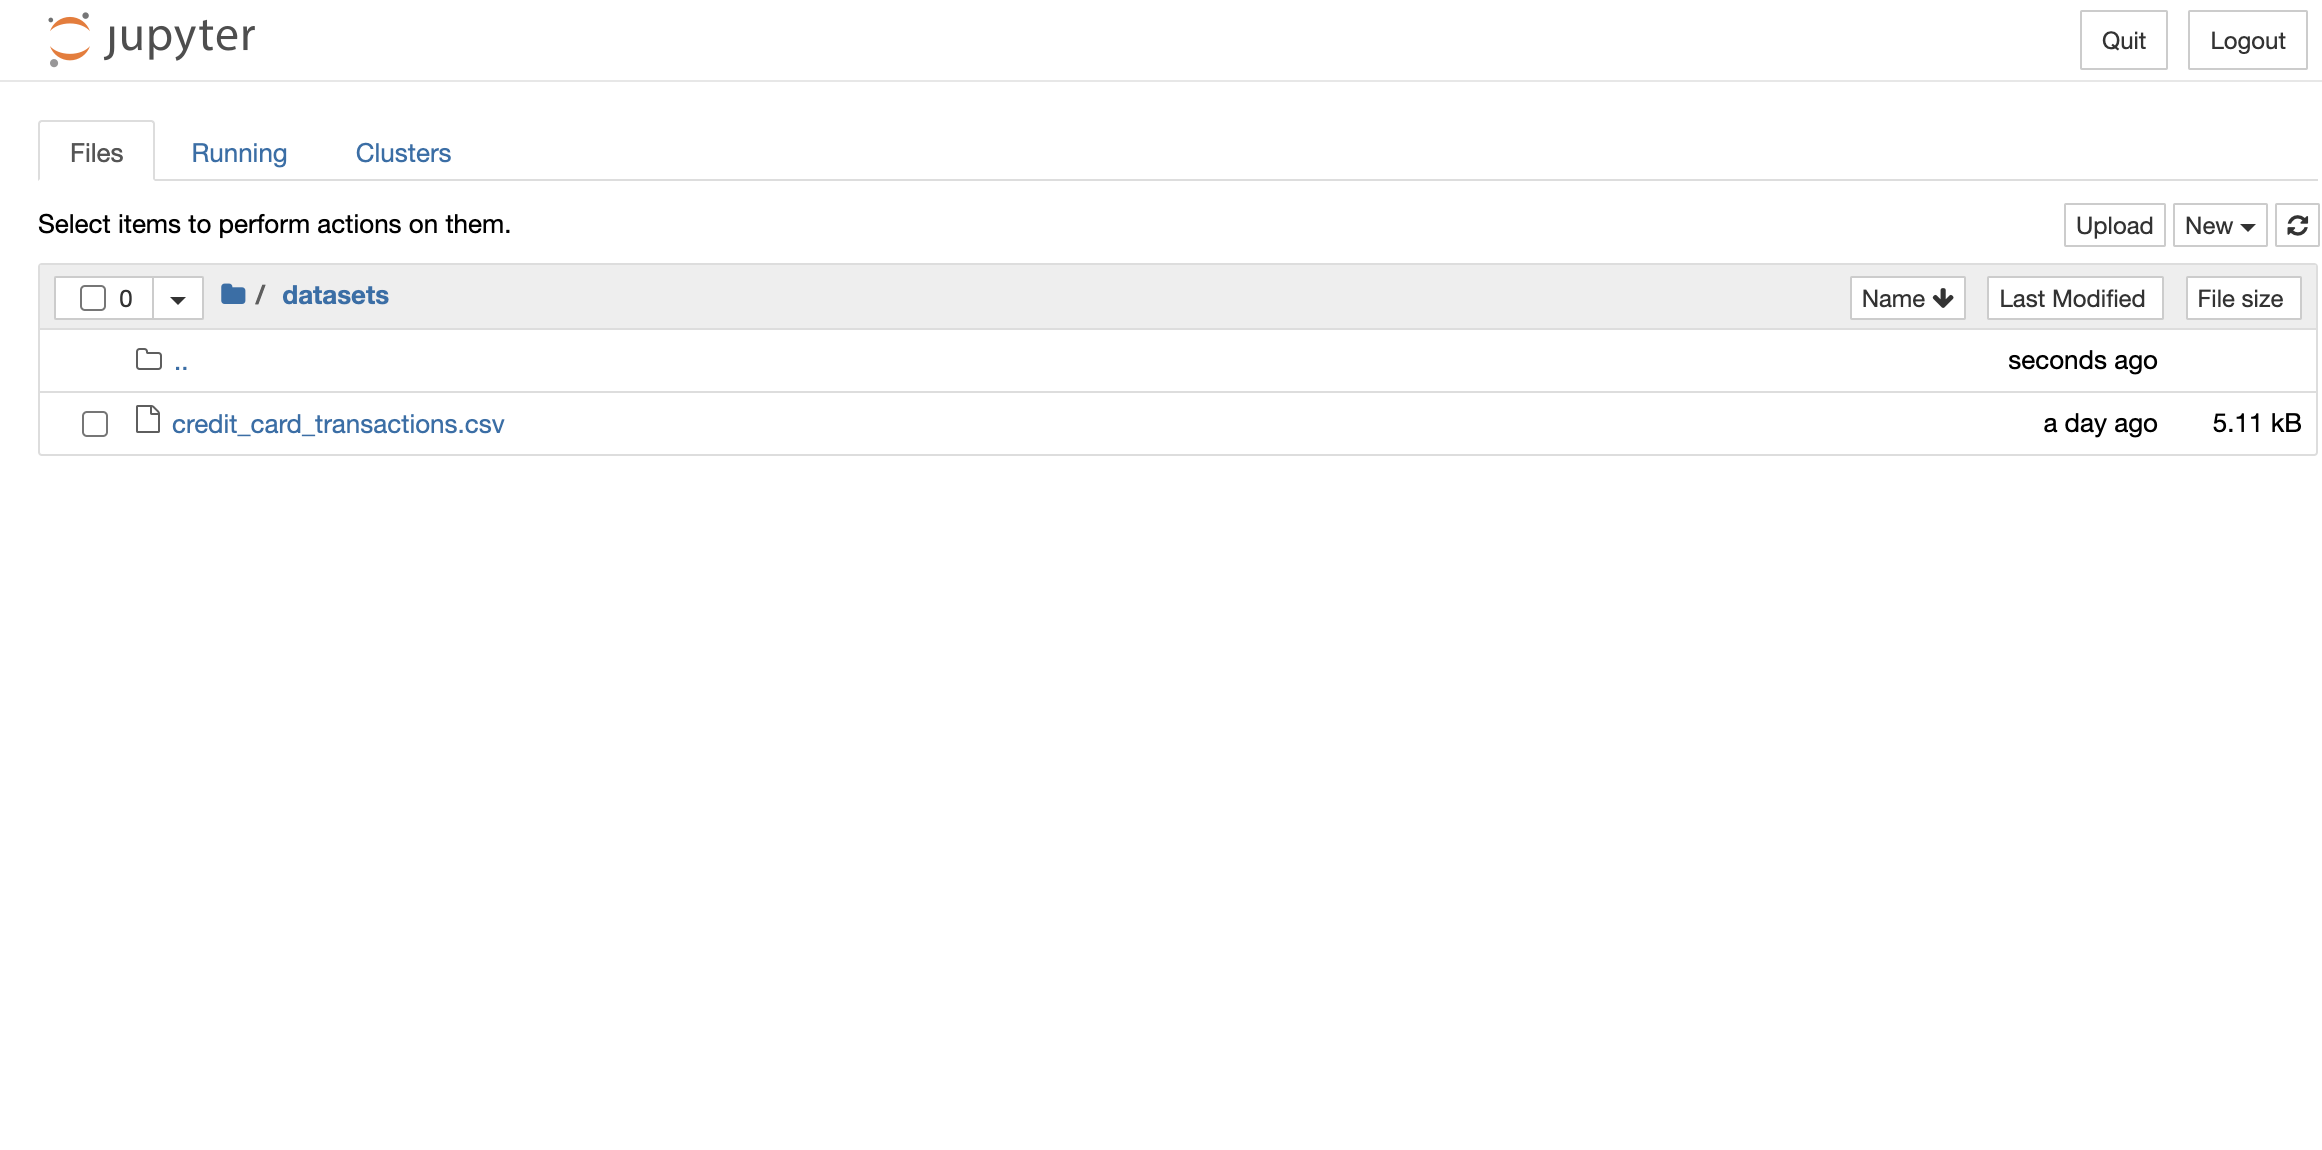 jupyter
Quit
Logout
Files
Running
Clusters
Select items to perform actions on them.
Upload
New
0
/ datasets
Name
Last Modified
File size
..
seconds ago
credit_card_transactions.csv
a day ago
5.11 kB